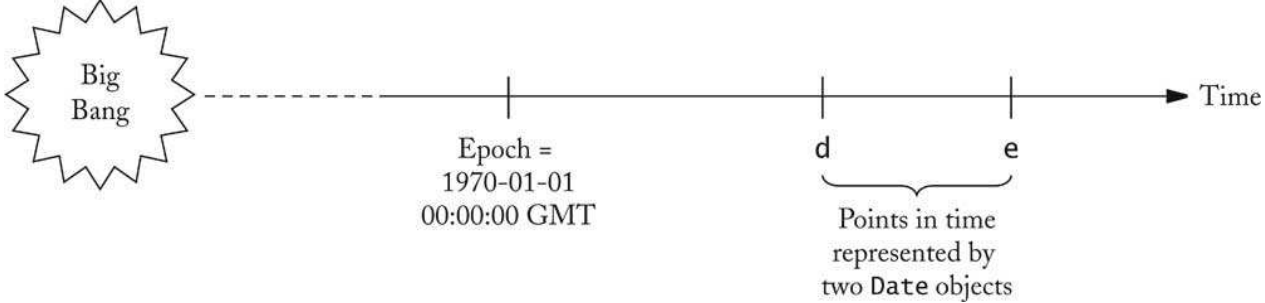 Big
Bang
Time
Epoch =
1970-01-01
00:00:00 GMT
d
e
Points in time
represented by
two Date objects